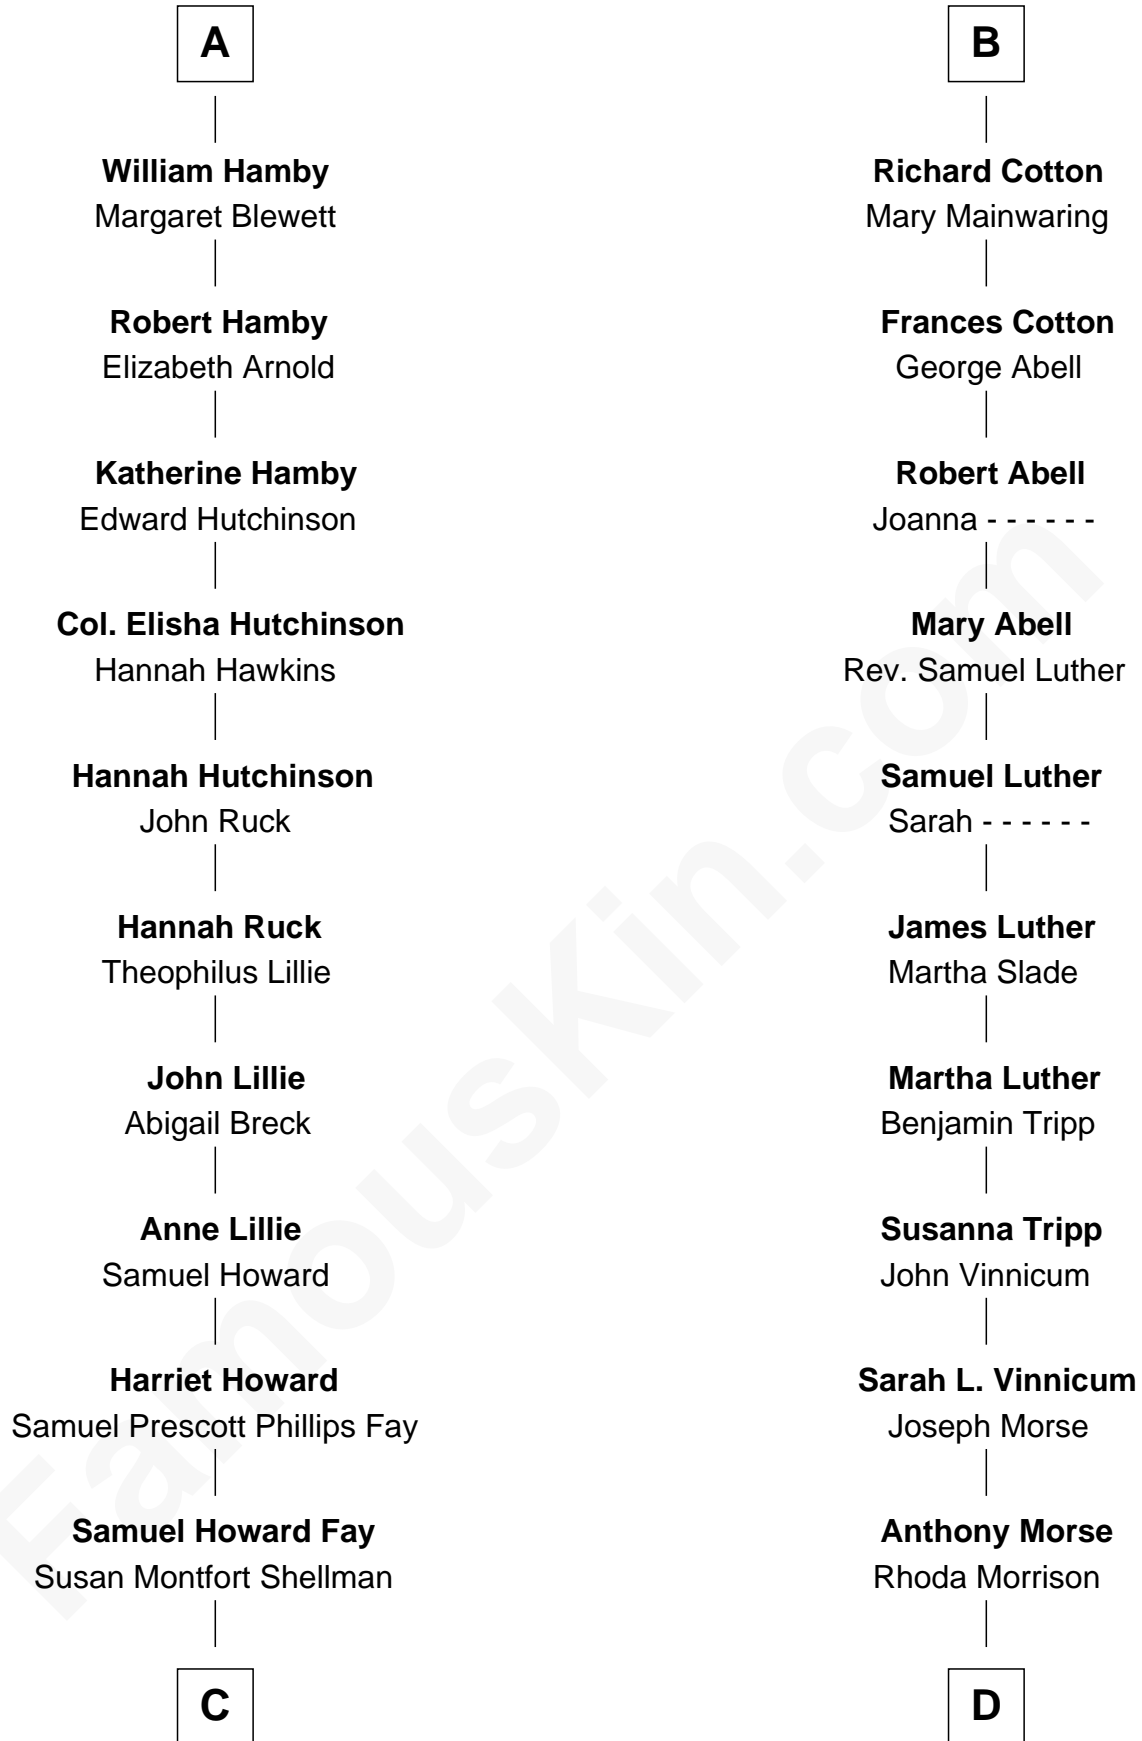 A
William Hamby
Margaret Blewett
Robert Hamby
Elizabeth Arnold
Katherine Hamby
Edward Hutchinson
Col. Elisha Hutchinson
Hannah Hawkins
Hannah Hutchinson
John Ruck
Hannah Ruck
Theophilus Lillie
John Lillie
Abigail Breck
Anne Lillie
Samuel Howard
Harriet Howard
Samuel Prescott Phillips Fay
Samuel Howard Fay
Susan Montfort Shellman
C
B
Richard Cotton
Mary Mainwaring
Frances Cotton
George Abell
Robert Abell
Joanna - - - - - -
Mary Abell
Rev. Samuel Luther
Samuel Luther
Sarah - - - - - -
James Luther
Martha Slade
Martha Luther
Benjamin Tripp
Susanna Tripp
John Vinnicum
Sarah L. Vinnicum
Joseph Morse
Anthony Morse
Rhoda Morrison
D
FamousKin.com